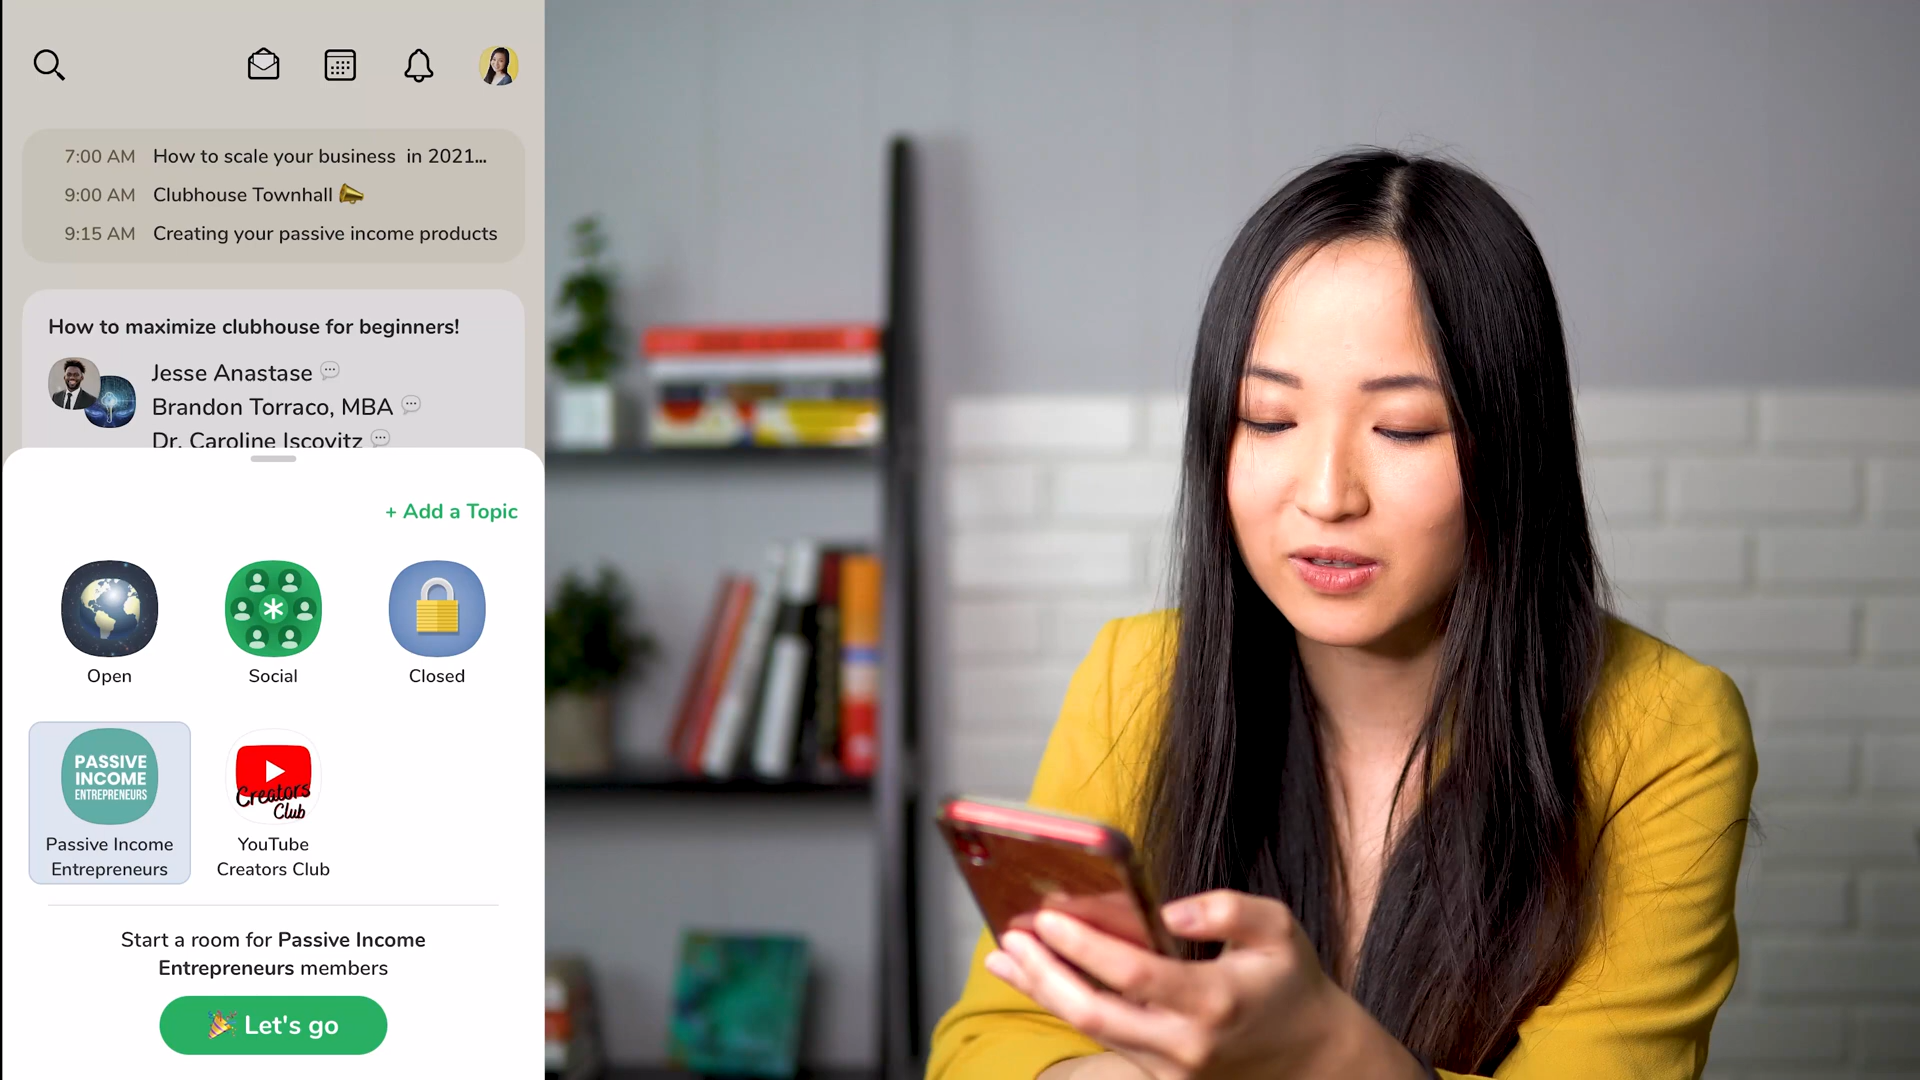 7:00 AM How to scale your business in 2021...
9:00 AM Clubhouse Townhall
9:15 AM Creating your passive income products
How to maximize clubhouse for beginners!
Jesse Anastase
Brandon Torraco, MBA
Dr. Caroline Iscovitz
+ Add a Topic
Open
Social
Closed
PASSIVE
INCOME
ENTREPRENEURS
Creators
Club
Passive Income
Entrepreneurs
YouTube
Creators Club
Start a room for Passive Income
Entrepreneurs members
Let's go